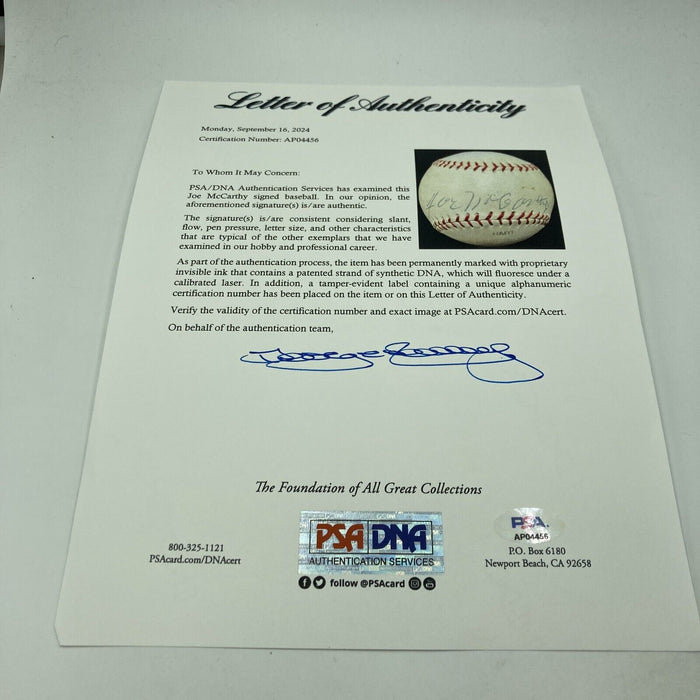 Letter of Authenticity
Monday, September 16, 2024
Certification Number: AP04456
To Whom It May Concern:
PSA/DNA Authentication Services has examined this
Joe McCarthy signed baseball. In our opinion, the
aforementioned signature(s) is/are authentic.
The signature(s) is/are consistent considering slant,
flow, pen pressure, letter size, and other characteristics
that are typical of the other exemplars that we have
examined in our hobby and professional career.
As part of the authentication process, the item has been permanently marked with proprietary
invisible ink that contains a patented strand of synthetic DNA, which will fluoresce under a
calibrated laser. In addition, a tamper-evident label containing a unique alphanumeric
certification number has been placed on the item or on this Letter of Authenticity.
Verify the validity of the certification number and exact image at PSAcard.com/DNAcert.
On behalf of the authentication team,
The Foundation of All Great Collections
800-325-1121
PSAcard.com/DNAcert
PSA DNA
AUTHENTICATION SERVICES
follow @PSAcard
PSA.
AP04456
P.O. Box 6180
Newport Beach, CA 92658